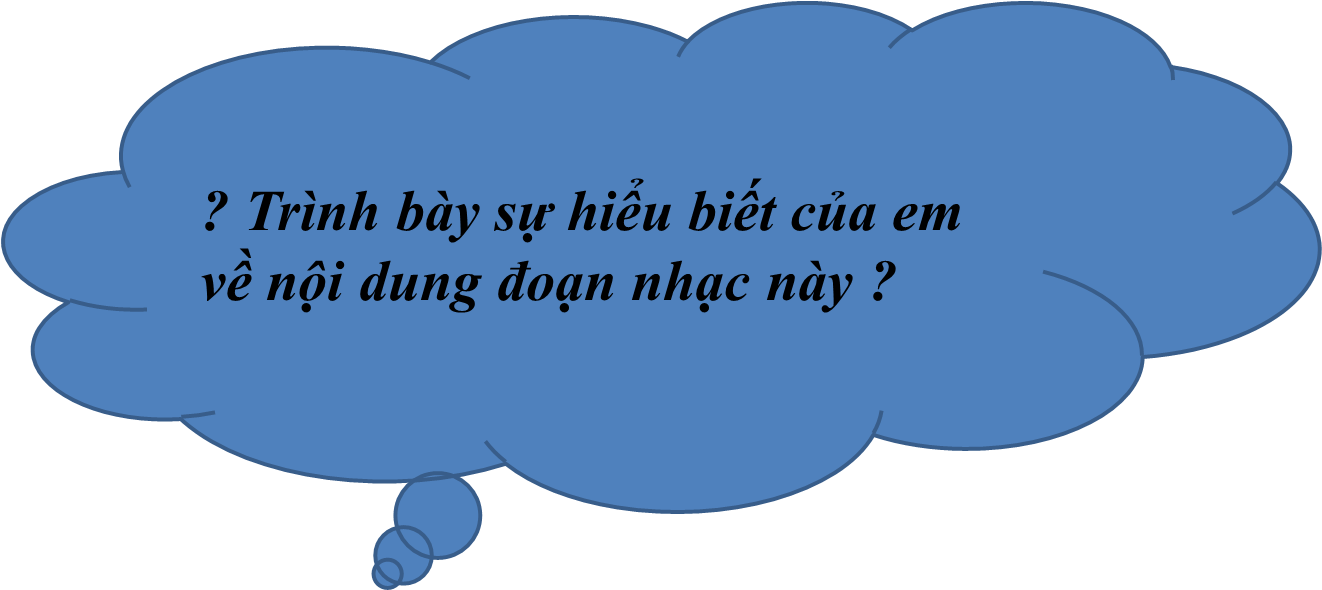 ? Trình bày sự hiểu biết của em
về nội dung đoạn nhạc này ?